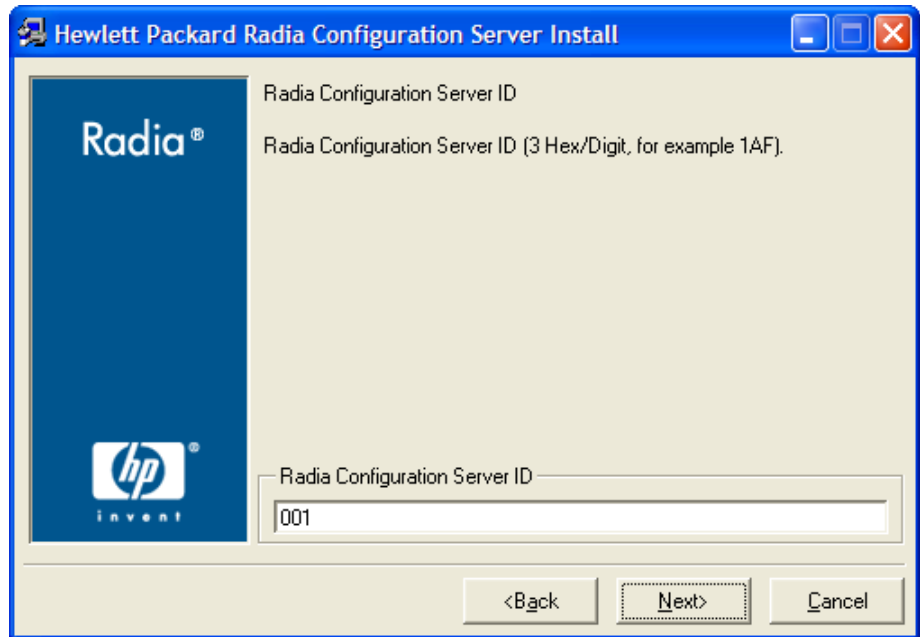 Hewlett Packard Radia Configuration Server Install
Radia®
Radia Configuration Server ID
Radia Configuration Server ID (3 Hex/Digit, for example 1AF).
hp®
invent
Radia Configuration Server ID
001
<Back
Next>
Cancel